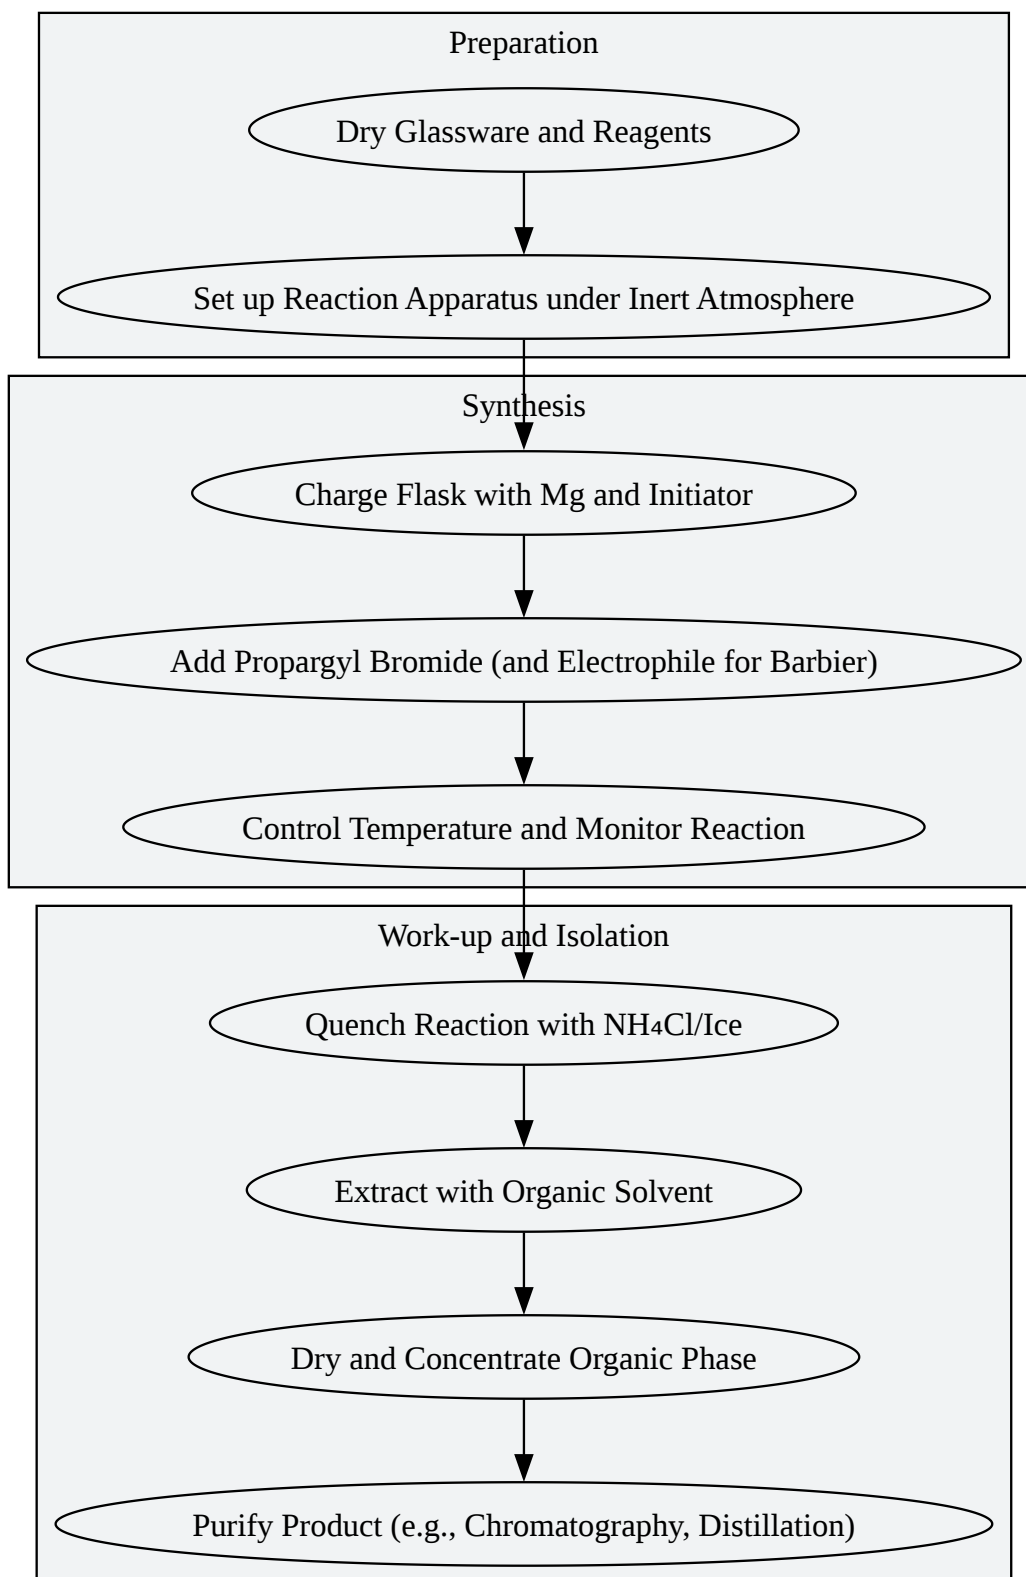 Preparation
Dry Glassware and Reagents
Set up Reaction Apparatus under Inert Atmosphere
Synthesis
Charge Flask with Mg and Initiator
Add Propargyl Bromide (and Electrophile for Barbier)
Control Temperature and Monitor Reaction
Work-up and Isolation
Quench Reaction with NH₄Cl/Ice
Extract with Organic Solvent
Dry and Concentrate Organic Phase
Purify Product (e.g., Chromatography, Distillation)